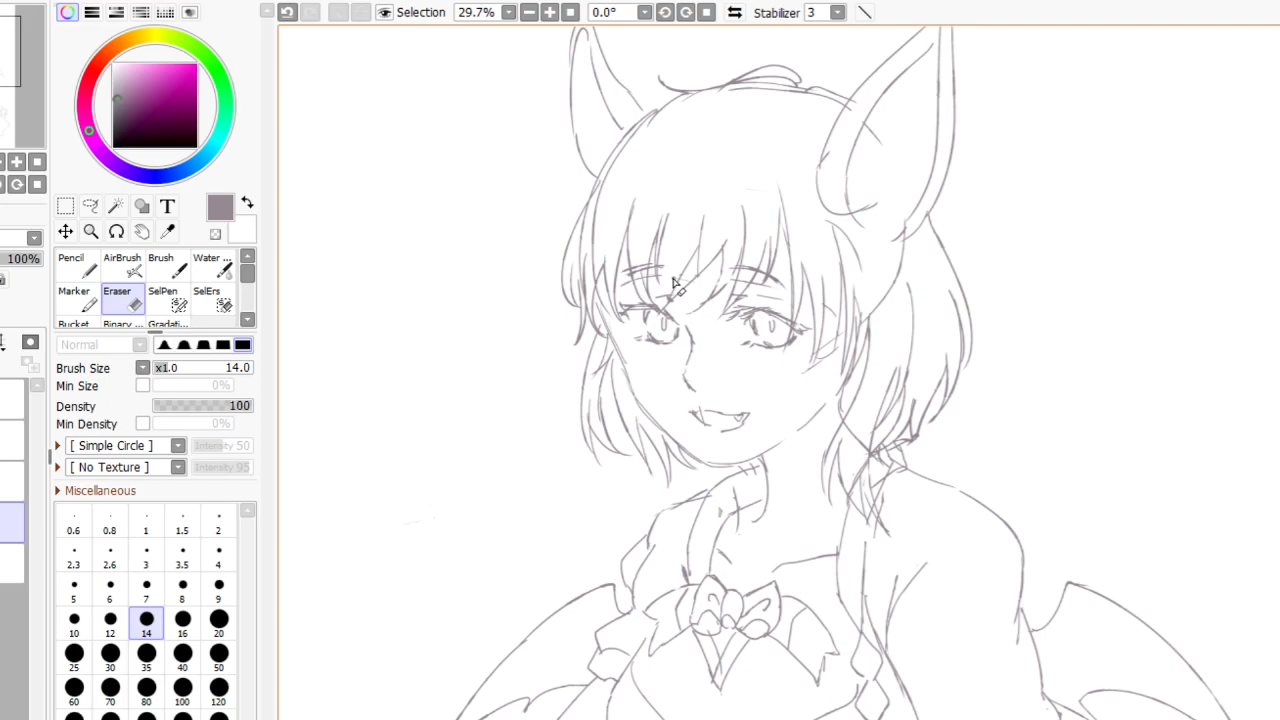 Selection 29.7% 0.0° Stabilizer 3
T
100%
Pencil AirBrush Brush Water ...
Marker Eraser SelPen SelErs
Bucket Binary ... Gradati...
Normal
Brush Size x1.0 14.0
Min Size 0%
Density 100
Min Density 0%
[ Simple Circle ] Intensity 50
[ No Texture ] Intensity 95
Miscellaneous
0.6 0.8 1 1.5 2
2.3 2.6 3 3.5 4
5 6 7 8 9
10 12 14 16 20
25 30 35 40 50
60 70 80 100 120